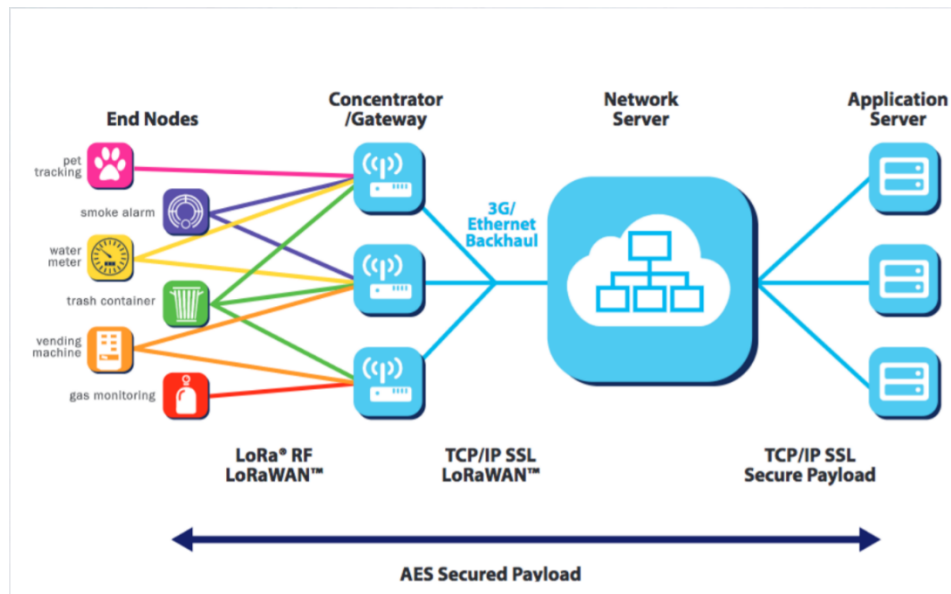 End Nodes
Concentrator
/Gateway
Network
Server
Application
Server
pet
tracking
smoke alarm
water
meter
trash container
vending
machine
gas monitoring
3G/
Ethernet
Backhaul
LoRa® RF
LoRaWAN™
TCP/IP SSL
LoRaWAN™
TCP/IP SSL
Secure Payload
AES Secured Payload